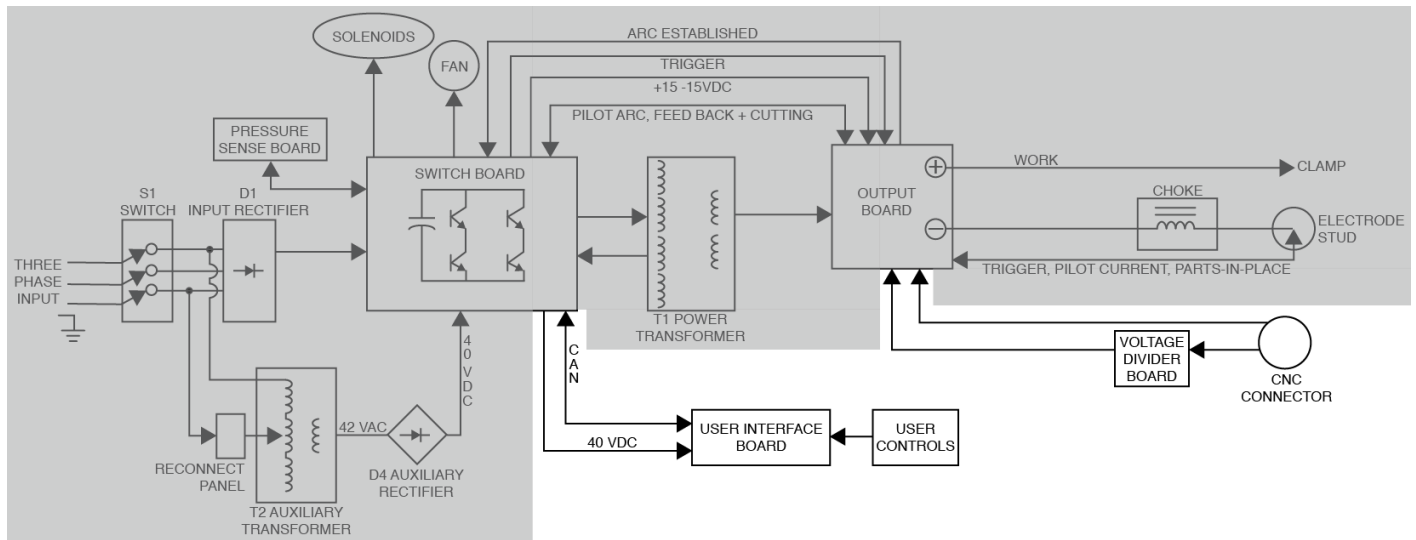 SOLENOIDS
FAN
ARC ESTABLISHED
TRIGGER
+15 -15VDC
PILOT ARC, FEED BACK + CUTTING
PRESSURE
SENSE BOARD
SWITCH BOARD
OUTPUT
BOARD
WORK
CLAMP
CHOKE
ELECTRODE
STUD
TRIGGER, PILOT CURRENT, PARTS-IN-PLACE
S1
SWITCH
D1
INPUT RECTIFIER
THREE
PHASE
INPUT
T1 POWER
TRANSFORMER
40 VDC
CAN
VOLTAGE
DIVIDER
BOARD
CNC
CONNECTOR
42 VAC
RECONNECT
PANEL
D4 AUXILIARY
RECTIFIER
T2 AUXILIARY
TRANSFORMER
40 VDC
USER INTERFACE
BOARD
USER
CONTROLS